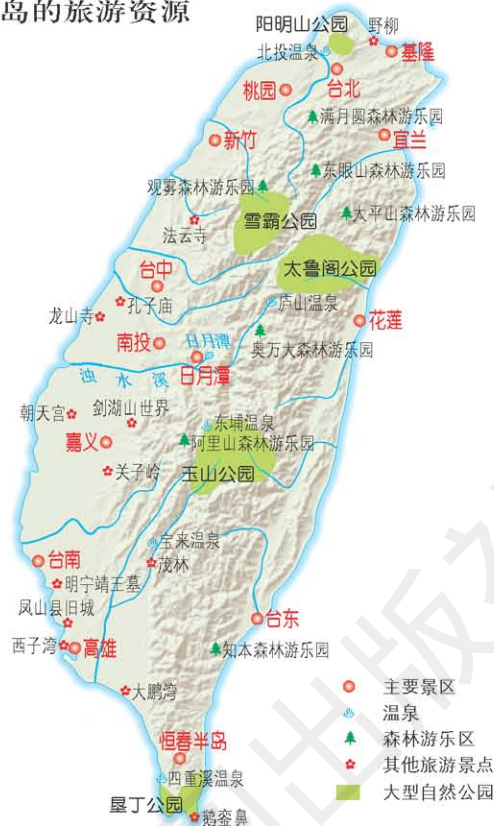 岛的旅游资源
阳明山公园
野柳
北投温泉
基隆
台北
桃园
满月圆森林游乐园
新竹
宜兰
东眼山森林游乐园
观雾森林游乐园
太平山森林游乐园
雪霸公园
法云寺
台中
太鲁阁公园
孔子庙
庐山温泉
龙山寺
花莲
南投
日月潭
奥万大森林游乐园
日月潭
浊水溪
朝天宫
剑湖山世界
东埔温泉
嘉义
阿里山森林游乐园
关子岭
玉山公园
宝来温泉
台南
茂林
明宁靖王墓
凤山县旧城
台东
西子湾
高雄
知本森林游乐园
大鹏湾
主要景区
温泉
恒春半岛
森林游乐区
四重溪温泉
其他旅游景点
垦丁公园
大型自然公园
鹅銮鼻